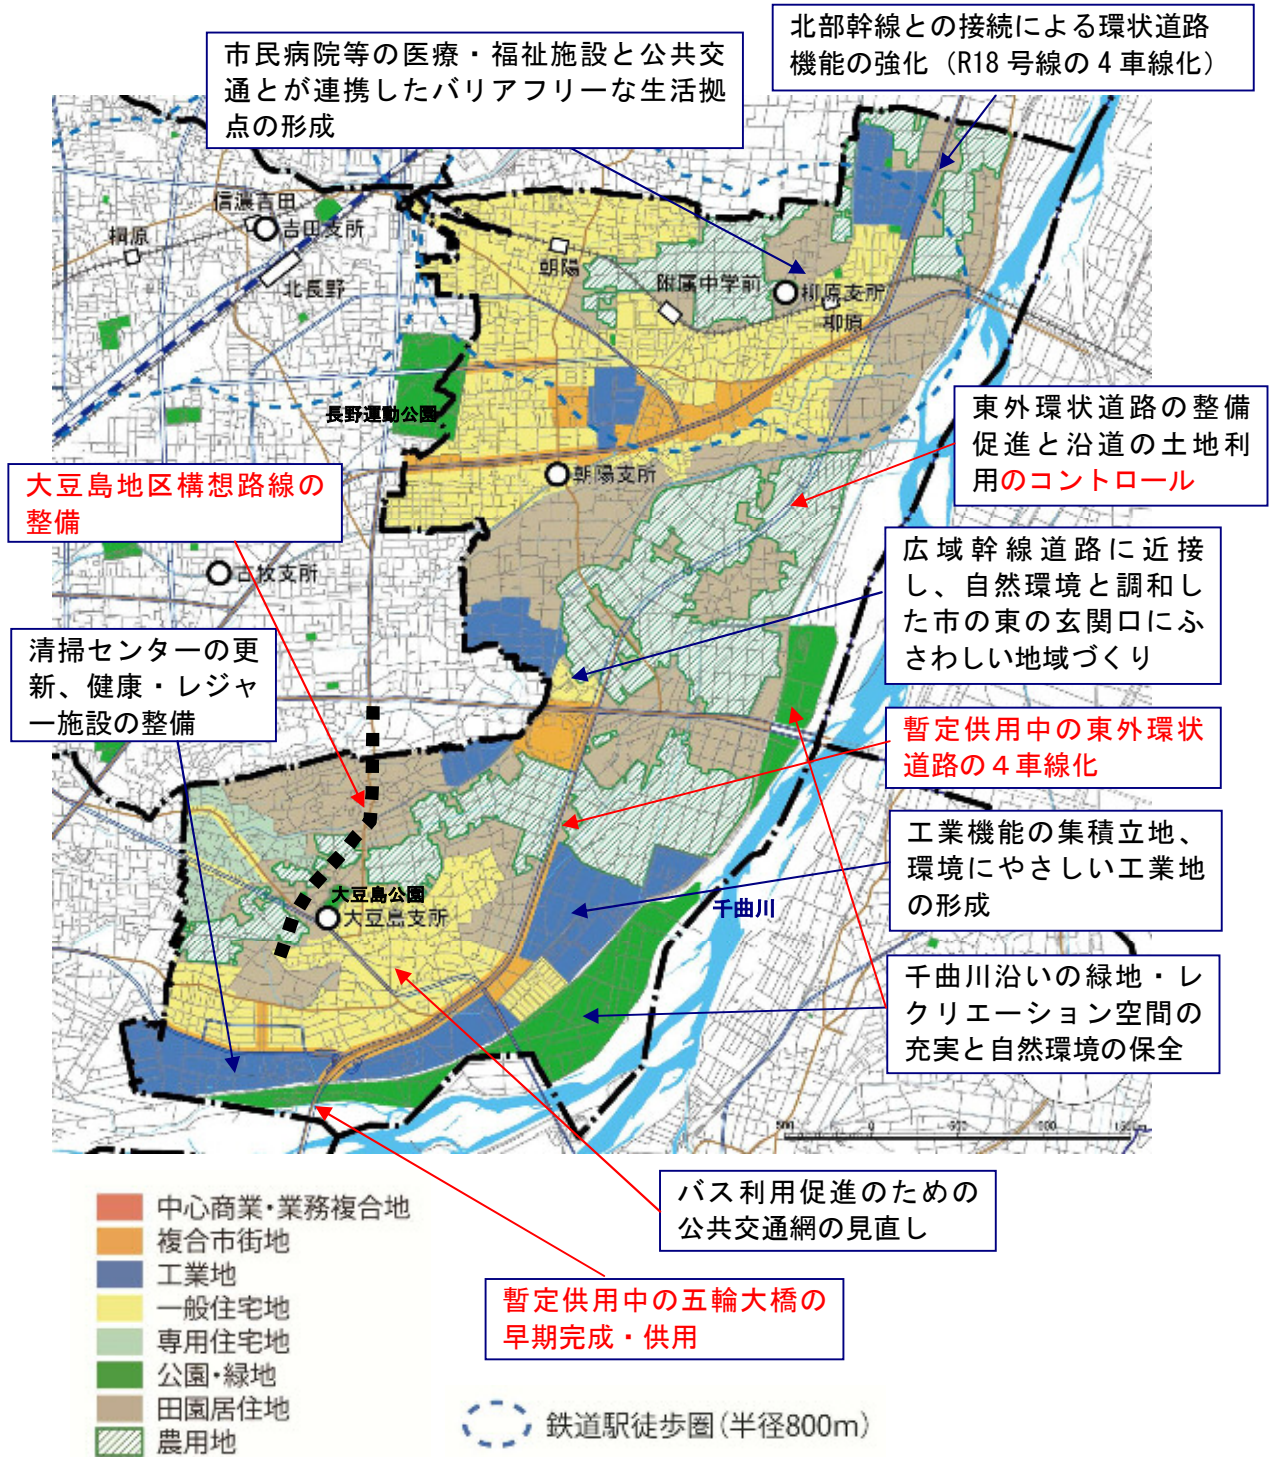 北部幹線との接続による環状道路
機能の強化（R18 号線の 4 車線化）
市民病院等の医療・福祉施設と公共交
通とが連携したバリアフリーな生活拠
点の形成
信濃吉田
吉田支所
桐原
北長野
朝陽
附属中学前
柳原支所
柳原
長野運動公園
東外環状道路の整備
促進と沿道の土地利
用のコントロール
朝陽支所
大豆島地区構想路線の
整備
古牧支所
広域幹線道路に近接
し、自然環境と調和し
た市の東の玄関口にふ
さわしい地域づくり
清掃センターの更
新、健康・レジャ
ー施設の整備
暫定供用中の東外環状
道路の４車線化
工業機能の集積立地、
環境にやさしい工業地
の形成
大豆島公園
大豆島支所
千曲川
千曲川沿いの緑地・レ
クリエーション空間の
充実と自然環境の保全
バス利用促進のための
公共交通網の見直し
暫定供用中の五輪大橋の
早期完成・供用
中心商業・業務複合地
複合市街地
工業地
一般住宅地
専用住宅地
公園・緑地
田園居住地
農用地
鉄道駅徒歩圏(半径800m)